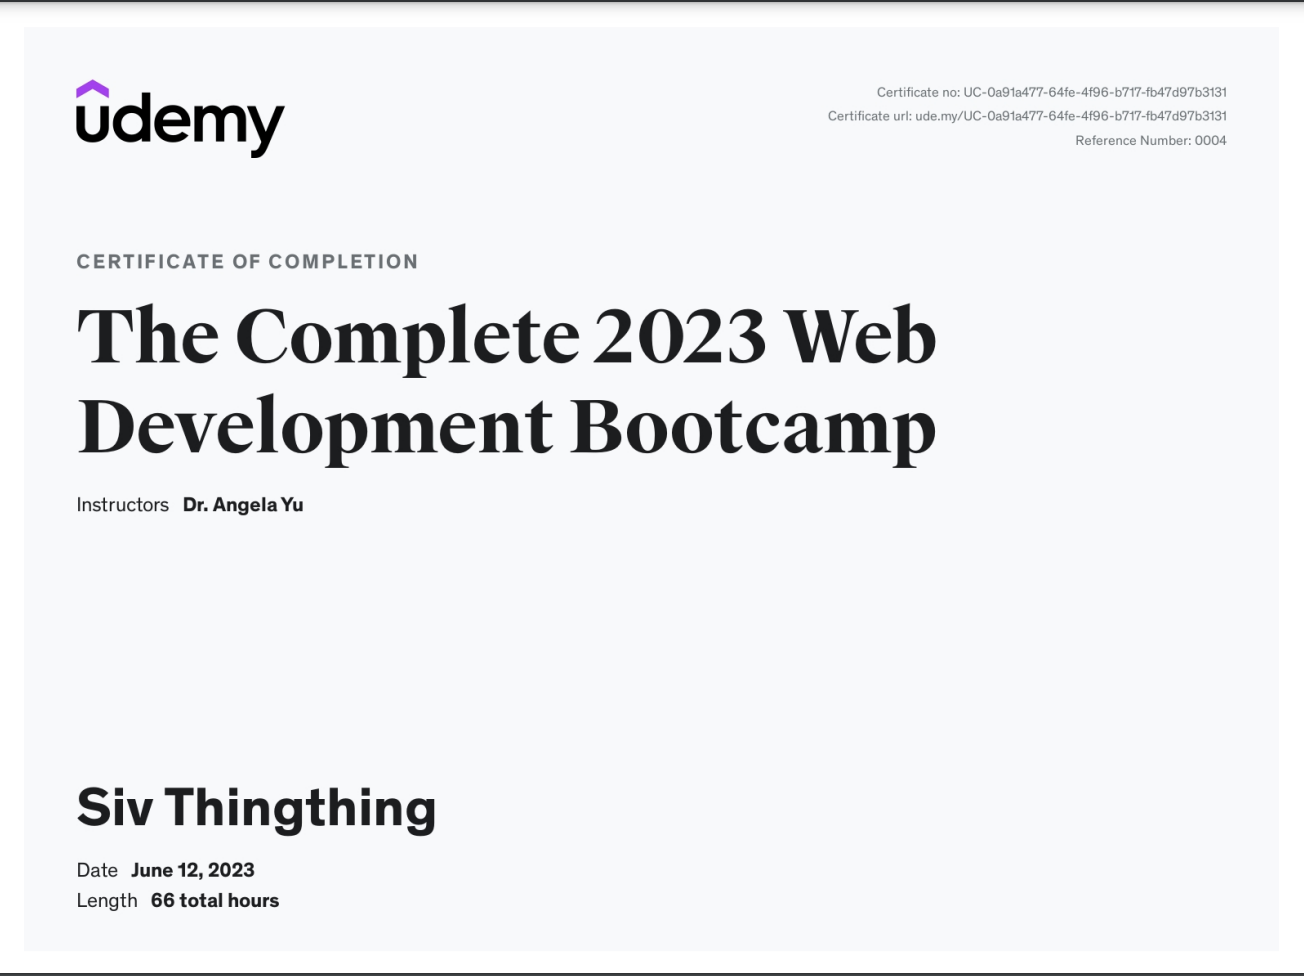 udemy
Certificate no: UC-0a91a477-64fe-4f96-b717-fb47d97b3131
Certificate url: ude.my/UC-0a91a477-64fe-4f96-b717-fb47d97b3131
Reference Number: 0004
CERTIFICATE OF COMPLETION
The Complete 2023 Web
Development Bootcamp
Instructors Dr. Angela Yu
Siv Thingthing
Date June 12, 2023
Length 66 total hours